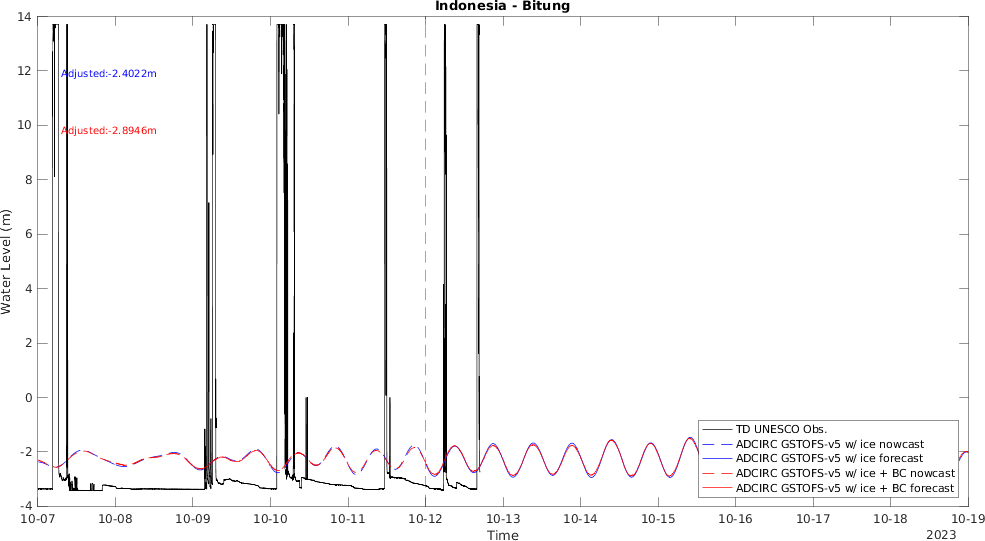 Indonesia - Bitung
Water Level (m)
14
12
10
8
6
4
2
0
-2
-4
Adjusted:-2.4022m
Adjusted:-2.8946m
TD UNESCO Obs.
ADCIRC GSTOFS-v5 w/ ice nowcast
ADCIRC GSTOFS-v5 w/ ice forecast
ADCIRC GSTOFS-v5 w/ ice + BC nowcast
ADCIRC GSTOFS-v5 w/ ice + BC forecast
10-07 10-08 10-09 10-10 10-11 10-12 10-13 10-14 10-15 10-16 10-17 10-18 10-19
Time
2023